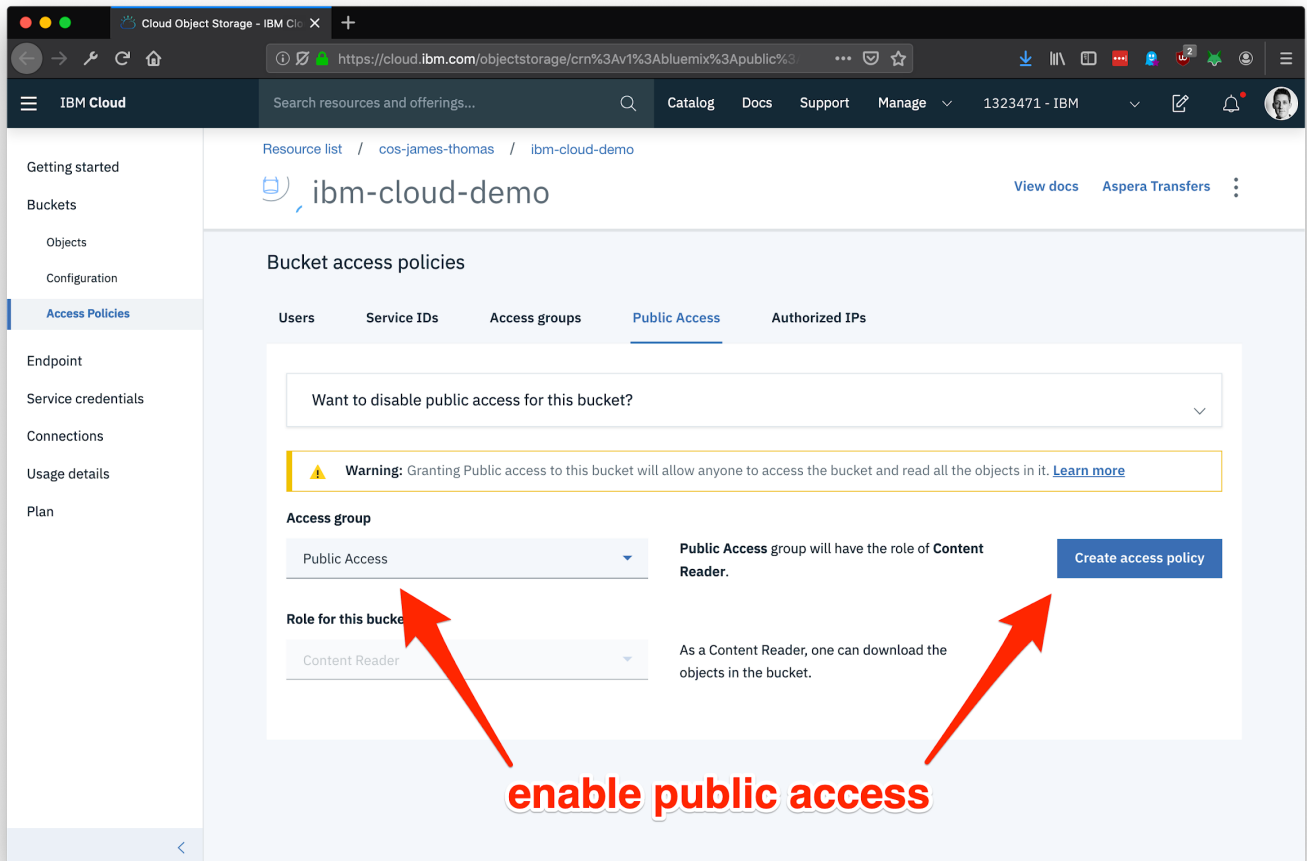 Cloud Object Storage - IBM Clo
https://cloud.ibm.com/objectstorage/crn%3Av1%3Abluemix%3Apublic%3
2
IBM Cloud
Search resources and offerings...
Catalog
Docs
Support
Manage
1323471 - IBM
Getting started
Buckets
Objects
Configuration
Access Policies
Endpoint
Service credentials
Connections
Usage details
Plan
Resource list / cos-james-thomas / ibm-cloud-demo
ibm-cloud-demo
View docs
Aspera Transfers
Bucket access policies
Users
Service IDs
Access groups
Public Access
Authorized IPs
Want to disable public access for this bucket?
Warning: Granting Public access to this bucket will allow anyone to access the bucket and read all the objects in it. Learn more
Access group
Public Access
Public Access group will have the role of Content
Reader.
Create access policy
Role for this bucke
Content Reader
As a Content Reader, one can download the
objects in the bucket.
enable public access